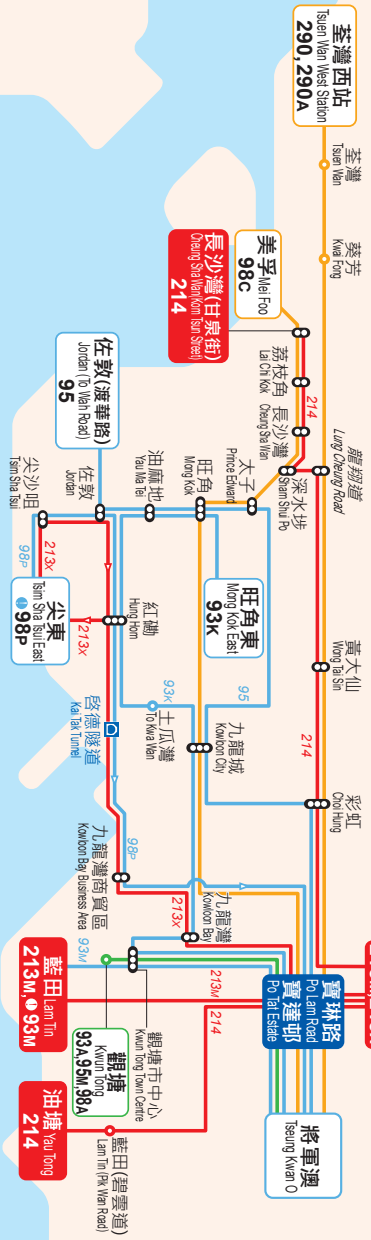 荃灣西站
Tsuen Wan West Station
290, 290A
荃灣
Tsuen Wan
葵芳
Kwai Fong
美孚 Mei Foo
98C
長沙灣(甘泉街)
Cheung Sha Wan(Kom Tsun Street)
214
荔枝角
Lai Chi Kok
長沙灣
Cheung Sha Wan
214
深水埗
Sham Shui Po
龍翔道
Lung Cheung Road
太子
Prince Edward
旺角
Mong Kok
油麻地
Yau Ma Tei
佐敦(渡華路)
Jordan ( To Wah Road)
95
佐敦
Jordan
尖沙咀
Tsim Sha Tsui
213X
98P
尖東
Tsim Sha Tsui East
98P
213X
紅磡
Hung Hom
旺角東
Mong Kok East
93K
黃大仙
Wong Tai Sin
214
彩虹
Choi Hung
95
93K
土瓜灣
To Kwa Wan
九龍城
Kowloon City
啓德隧道
Kai Tak Tunnel
98P
九龍灣商貿區
Kowloon Bay Business Area
213X
九龍灣
Kowloon Bay
93M
213M
214
藍田 Lam Tin
213M, 93M
觀塘
Kwun Tong
93A,95M,98A
觀塘市中心
Kwun Tong Town Centre
寶琳路
Po Lam Road
寶達邨
Po Tat Estate
將軍澳
Tseung Kwan O
藍田(碧雲道)
Lam Tin (Pik Wan Road)
油塘 Yau Tong
214